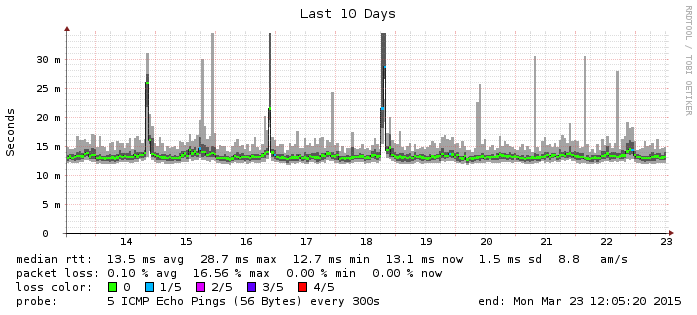 Last 10 Days
RRDTOOL / TOBI OETIKER
Seconds
30 m
25 m
20 m
15 m
10 m
5 m
0
14 15 16 17 18 19 20 21 22 23
median rtt: 13.5 ms avg 28.7 ms max 12.7 ms min 13.1 ms now 1.5 ms sd 8.8 am/s
packet loss: 0.10 % avg 16.56 % max 0.00 % min 0.00 % now
loss color: 0 1/5 2/5 3/5 4/5
probe: 5 ICMP Echo Pings (56 Bytes) every 300s end: Mon Mar 23 12:05:20 2015